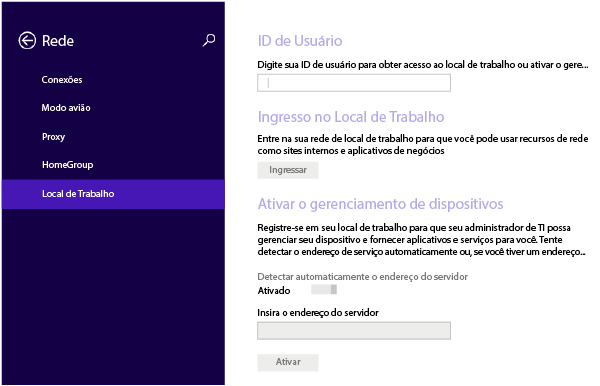 Rede
Conexões
Modo avião
Proxy
HomeGroup
Local de Trabalho
ID de Usuário
Digite sua ID de usuário para obter acesso ao local de trabalho ou ativar o gere...
Ingresso no Local de Trabalho
Entre na sua rede de local de trabalho para que você pode usar recursos de rede
como sites internos e aplicativos de negócios
Ingressar
Ativar o gerenciamento de dispositivos
Registre-se em seu local de trabalho para que seu administrador de TI possa
gerenciar seu dispositivo e fornecer aplicativos e serviços para você. Tente
detectar o endereço de serviço automaticamente ou, se você tiver um endereço...
Detectar automaticamente o endereço do servidor
Ativado
Insira o endereço do servidor
Ativar